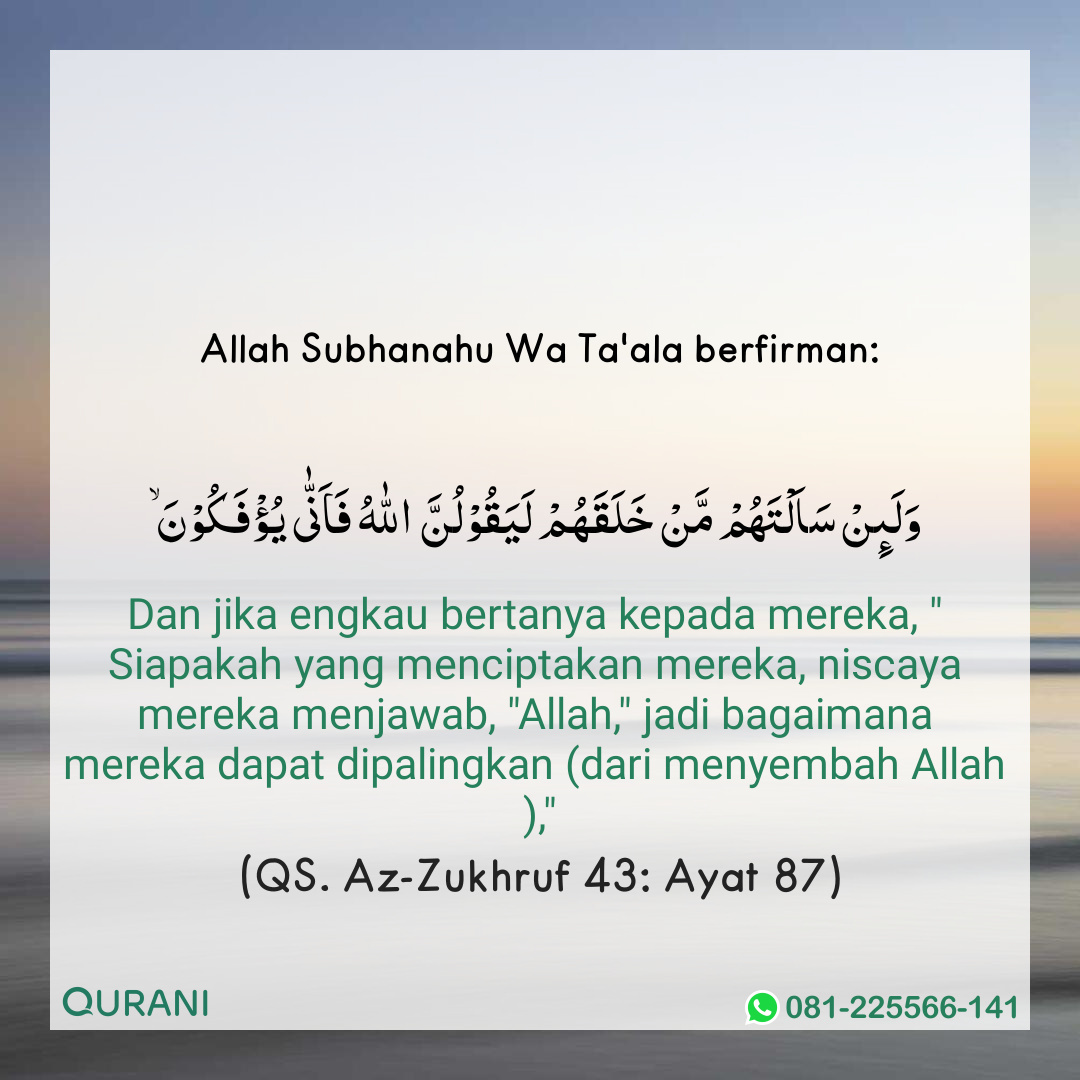 Allah Subhanahu Wa Ta'ala berfirman:
وَلَىِٕنْ سَاَلْتَهُمْ مَّنْ خَلَقَهُمْ لَيَقُوْلُنَّ اللّٰهُ فَاَنّٰى يُؤْفَكُوْنَۙ
Dan jika engkau bertanya kepada mereka, "
Siapakah yang menciptakan mereka, niscaya
mereka menjawab, "Allah," jadi bagaimana
mereka dapat dipalingkan (dari menyembah Allah
),"
(QS. Az-Zukhruf 43: Ayat 87)
QURANI
081-225566-141